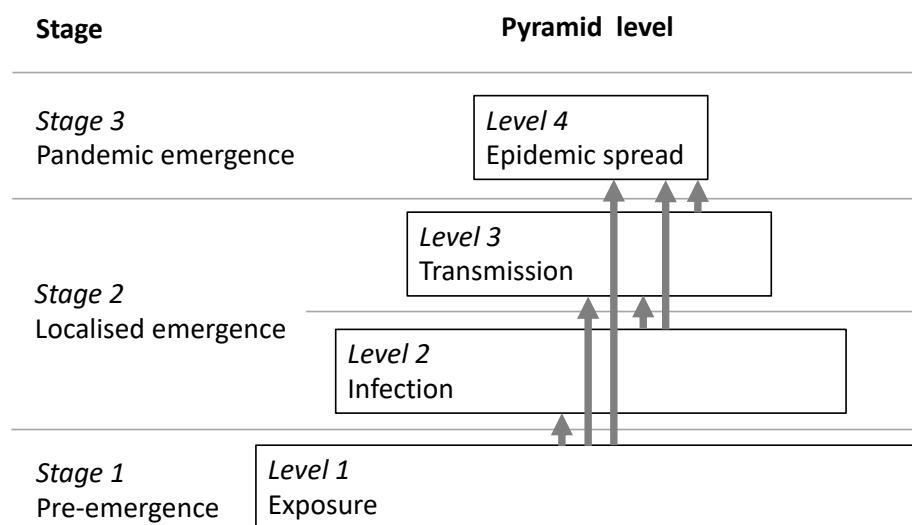 Stage
Pyramid level
Stage 3
Pandemic emergence
Level 4
Epidemic spread
Level 3
Transmission
Stage 2
Localised emergence
Level 2
Infection
Stage 1
Pre-emergence
Level 1
Exposure